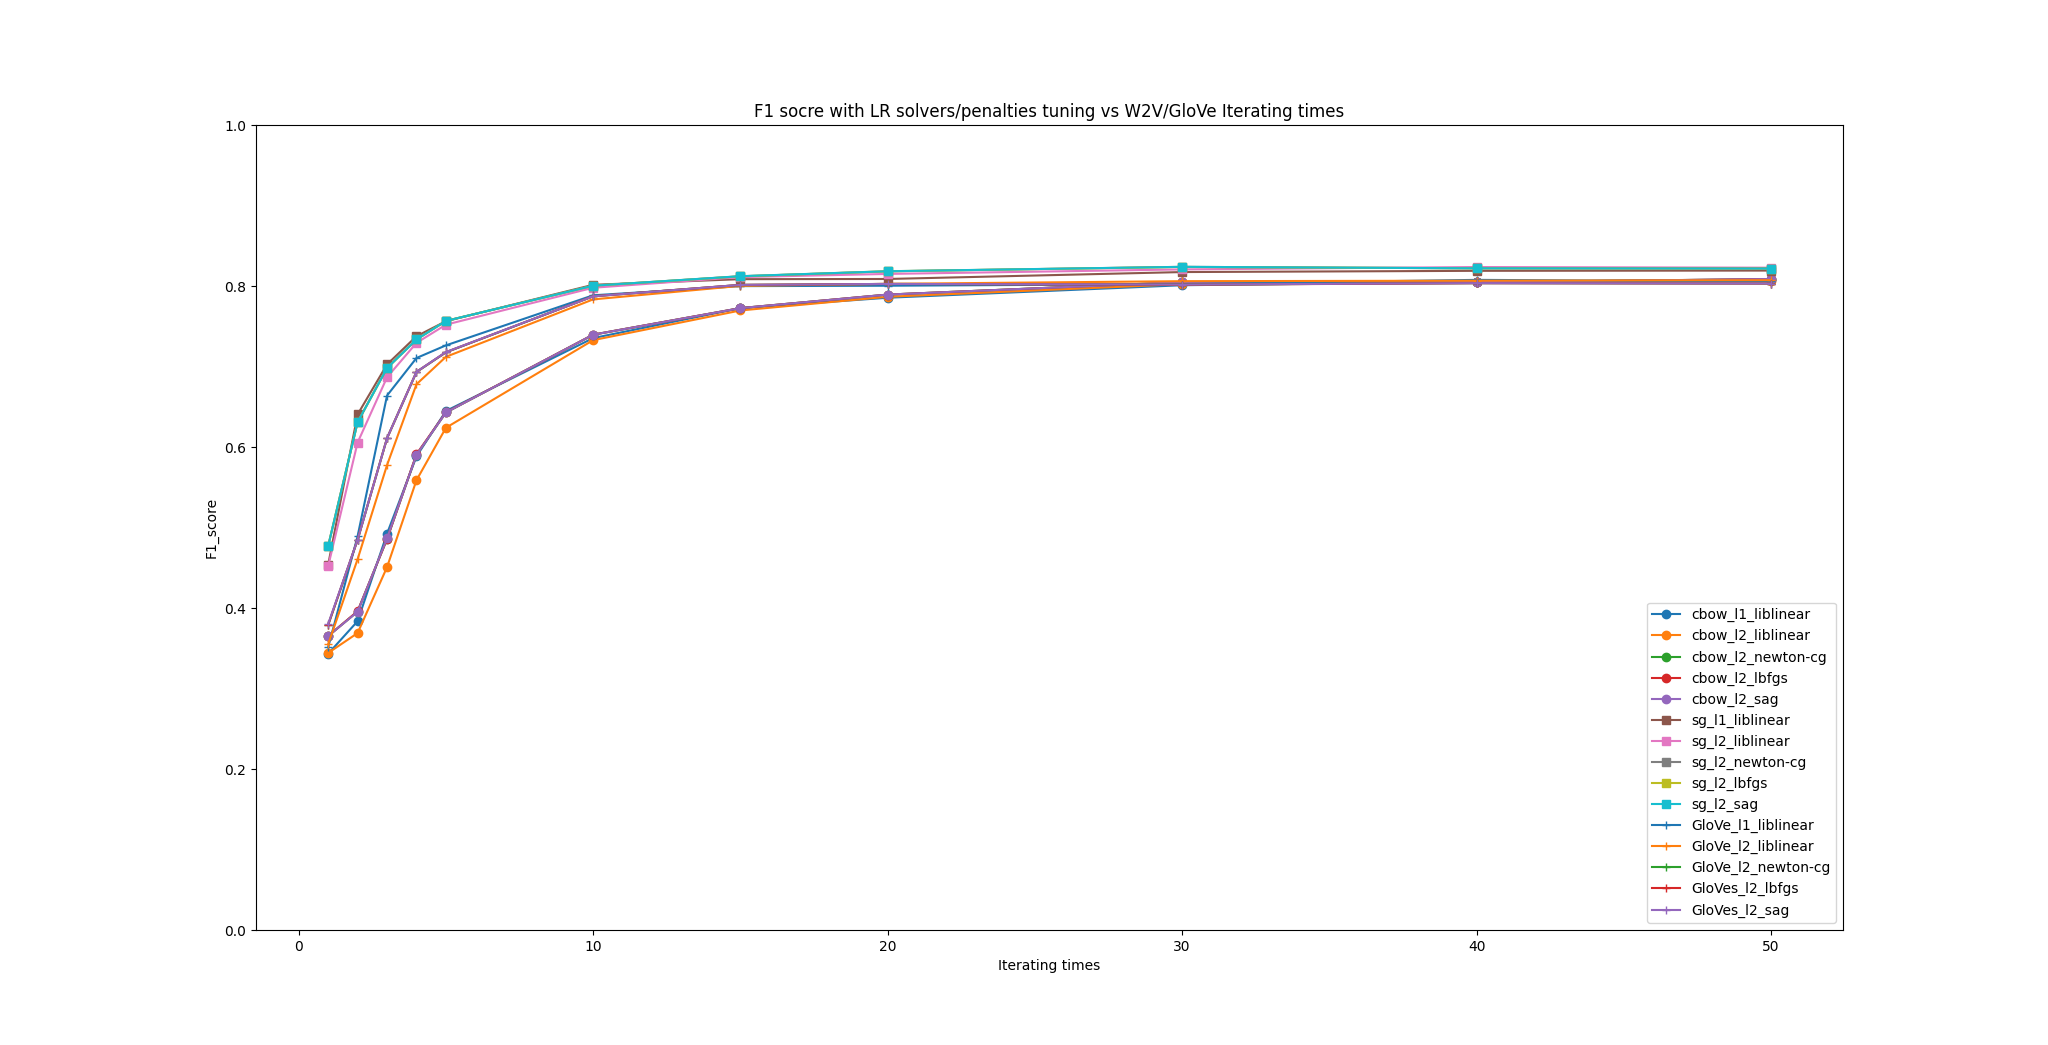 F1 socre with LR solvers/penalties tuning vs W2V/GloVe Iterating times
1.0
0.8
0.6
0.4
0.2
0.0
F1_score
0 10 20 30 40 50
Iterating times
cbow_l1_liblinear
cbow_l2_liblinear
cbow_l2_newton-cg
cbow_l2_lbfgs
cbow_l2_sag
sg_l1_liblinear
sg_l2_liblinear
sg_l2_newton-cg
sg_l2_lbfgs
sg_l2_sag
GloVe_l1_liblinear
GloVe_l2_liblinear
GloVe_l2_newton-cg
GloVes_l2_lbfgs
GloVes_l2_sag